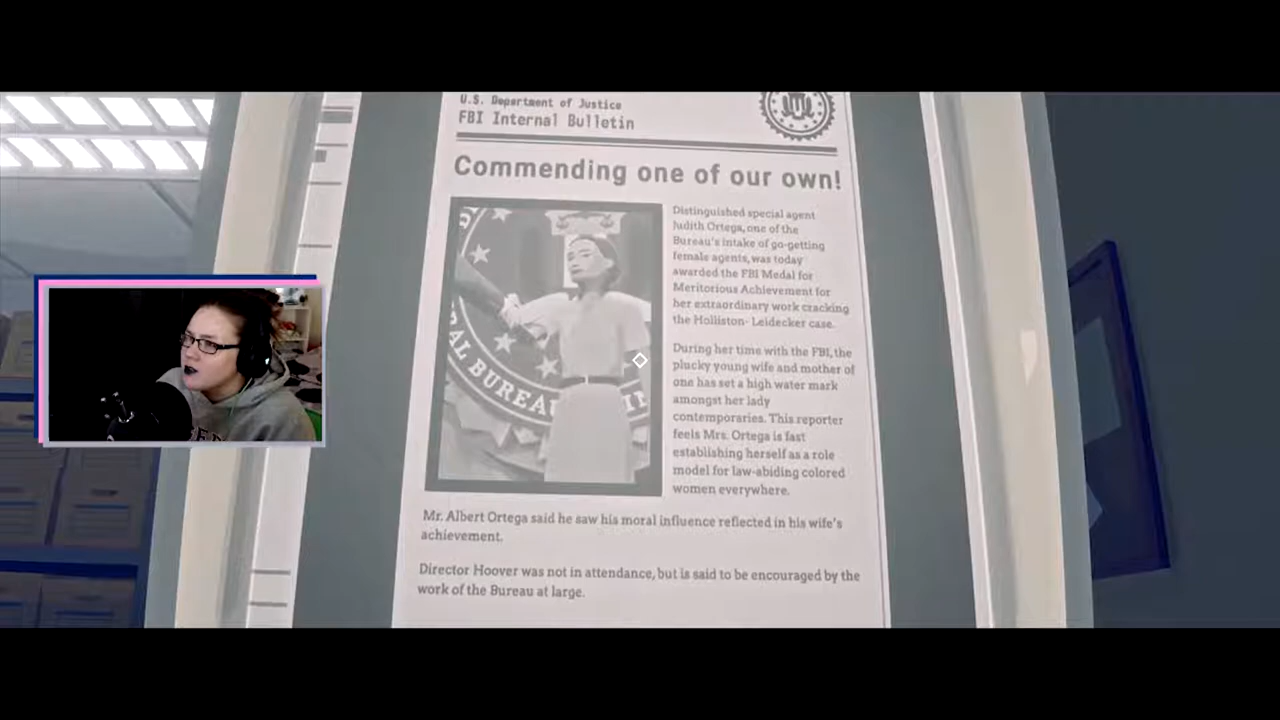 U.S. Department of Justice
FBI Internal Bulletin
Commending one of our own!
Distinguished special agent
Judith Ortega, one of the
Bureau's intake of go-getting
female agents, was today
awarded the FBI Medal for
Meritorious Achievement for
her extraordinary work cracking
the Holliston- Leidecker case.
During her time with the FBI, the
plucky young wife and mother of
one has set a high water mark
amongst her lady
contemporaries. This reporter
feels Mrs. Ortega is fast
establishing herself as a role
model for law-abiding colored
women everywhere.
AL BUREAU
Mr. Albert Ortega said he saw his moral influence reflected in his wife's
achievement.
Director Hoover was not in attendance, but is said to be encouraged by the
work of the Bureau at large.